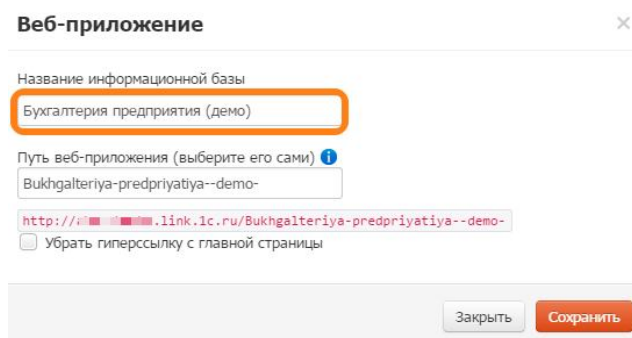 Веб-приложение
Название информационной базы
Бухгалтерия предприятия (демо)
Путь веб-приложения (выберите его сами)
Bukhgalteriya-predpriyatiya--demo-
http://.link.1c.ru/Bukhgalteriya-predpriyatiya--demo-
Убрать гиперссылку с главной страницы
Закрыть Сохранить